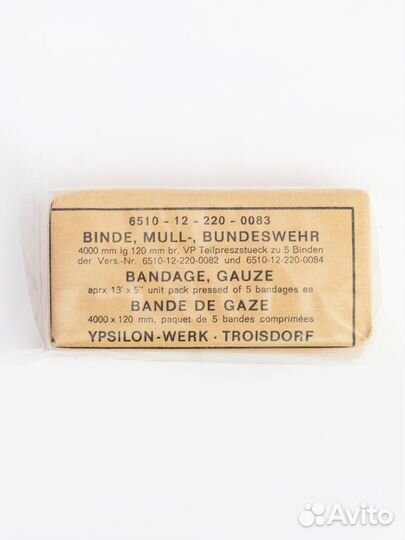 6510 - 12 - 220 - 0083
BINDE, MULL-, BUNDESWEHR
4000 mm lg 120 mm br. VP Teilpreszstueck zu 5 Binden
der Vers.-Nr. 6510-12-220-0082 und 6510-12-220-0084
BANDAGE, GAUZE
aprx 13' x 5'' unit pack pressed of 5 bandages ea
BANDE DE GAZE
4000 x 120 mm, paquet de 5 bandes comprimées
YPSILON-WERK · TROISDORF
Avito